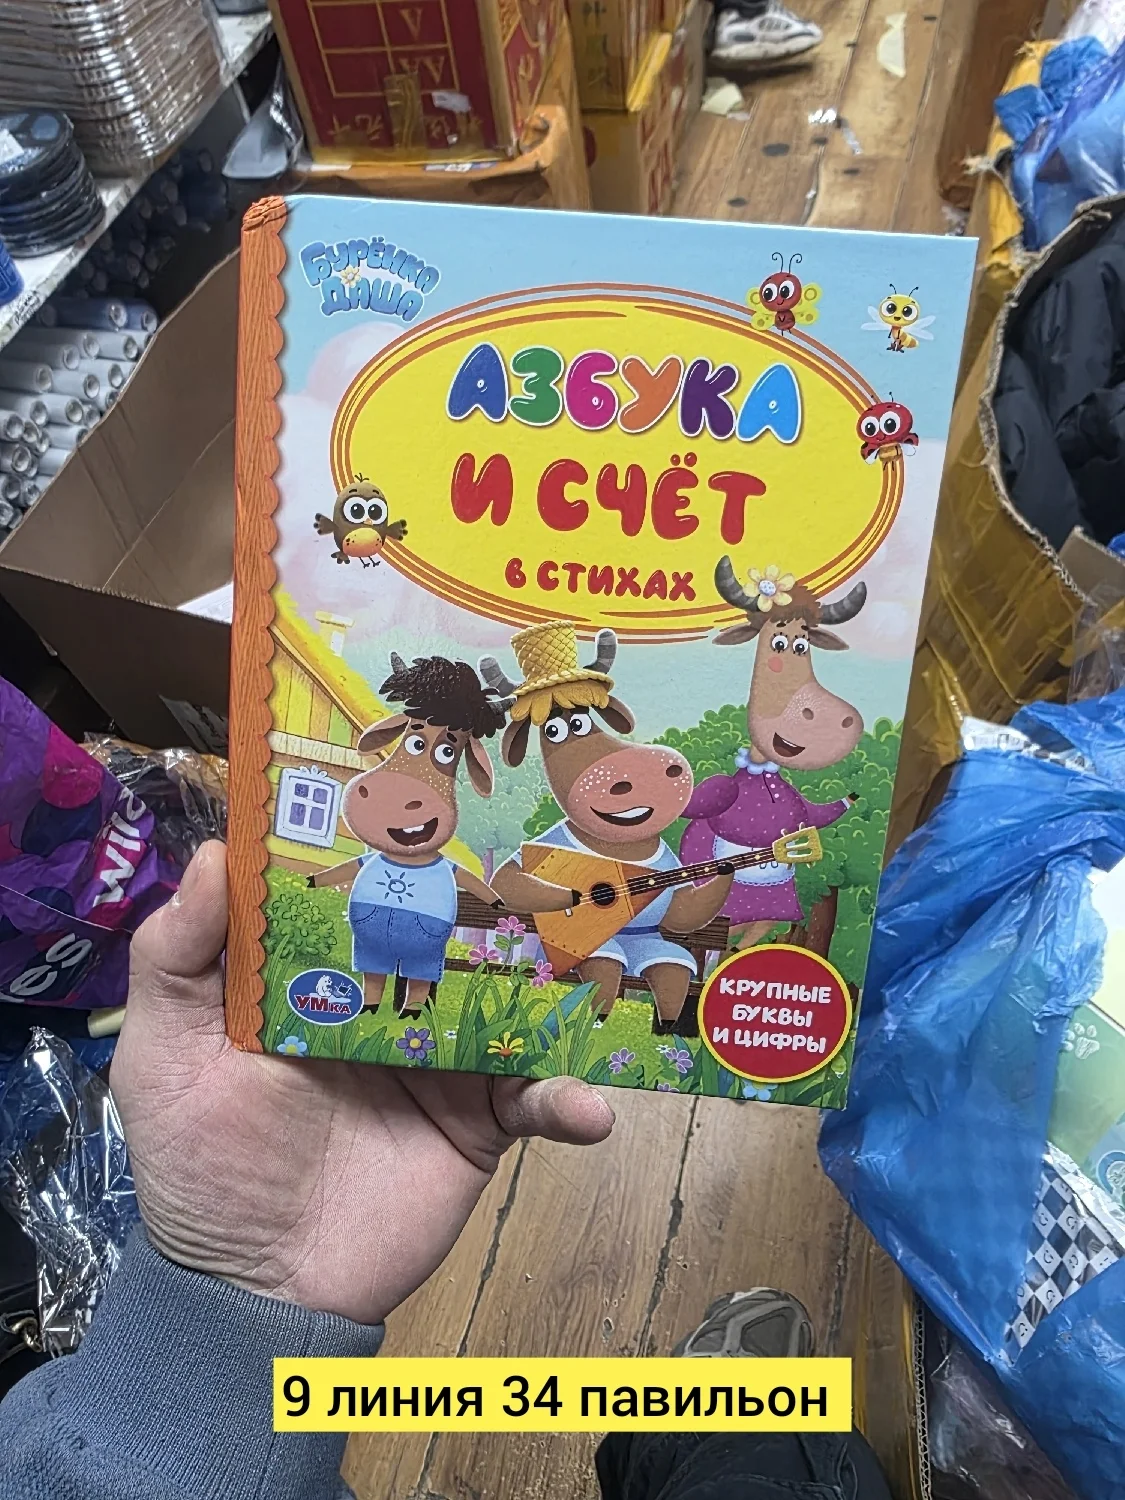 БУРЁНКА
ДАША
АЗБУКА
И СЧЁТ
В СТИХАХ
УМка
КРУПНЫЕ
БУКВЫ
И ЦИФРЫ
9 линия 34 павильон